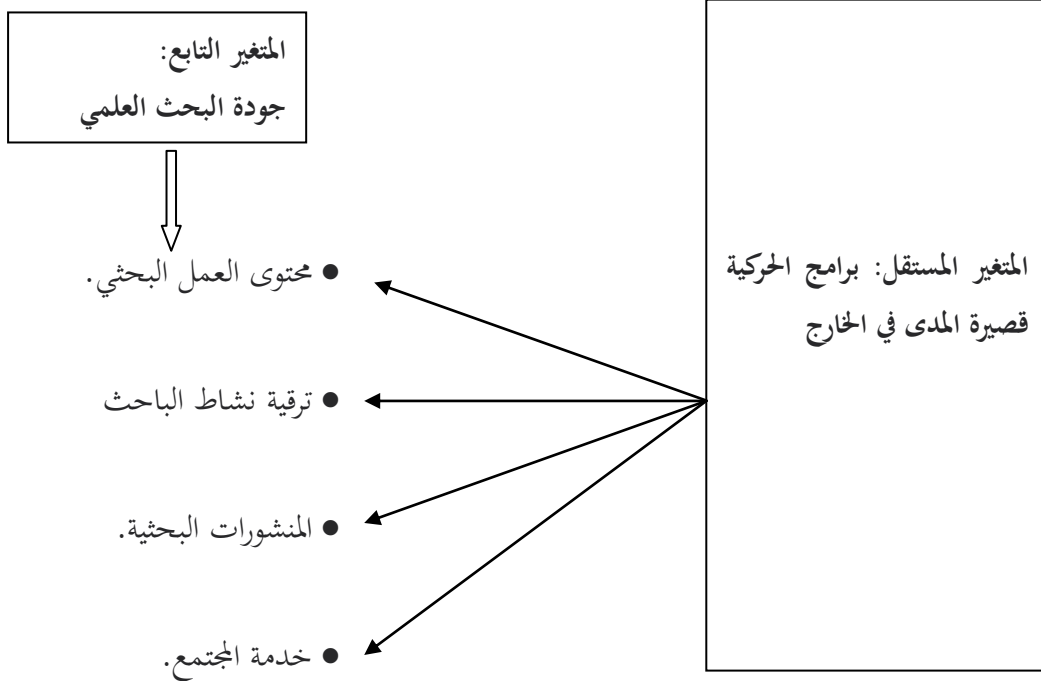 المتغير التابع:
جودة البحث العلمي
المتغير المستقل: برامج الحركية
قصيرة المدى في الخارج
● محتوى العمل البحثي.
● ترقية نشاط الباحث
● المنشورات البحثية.
● خدمة المجتمع.